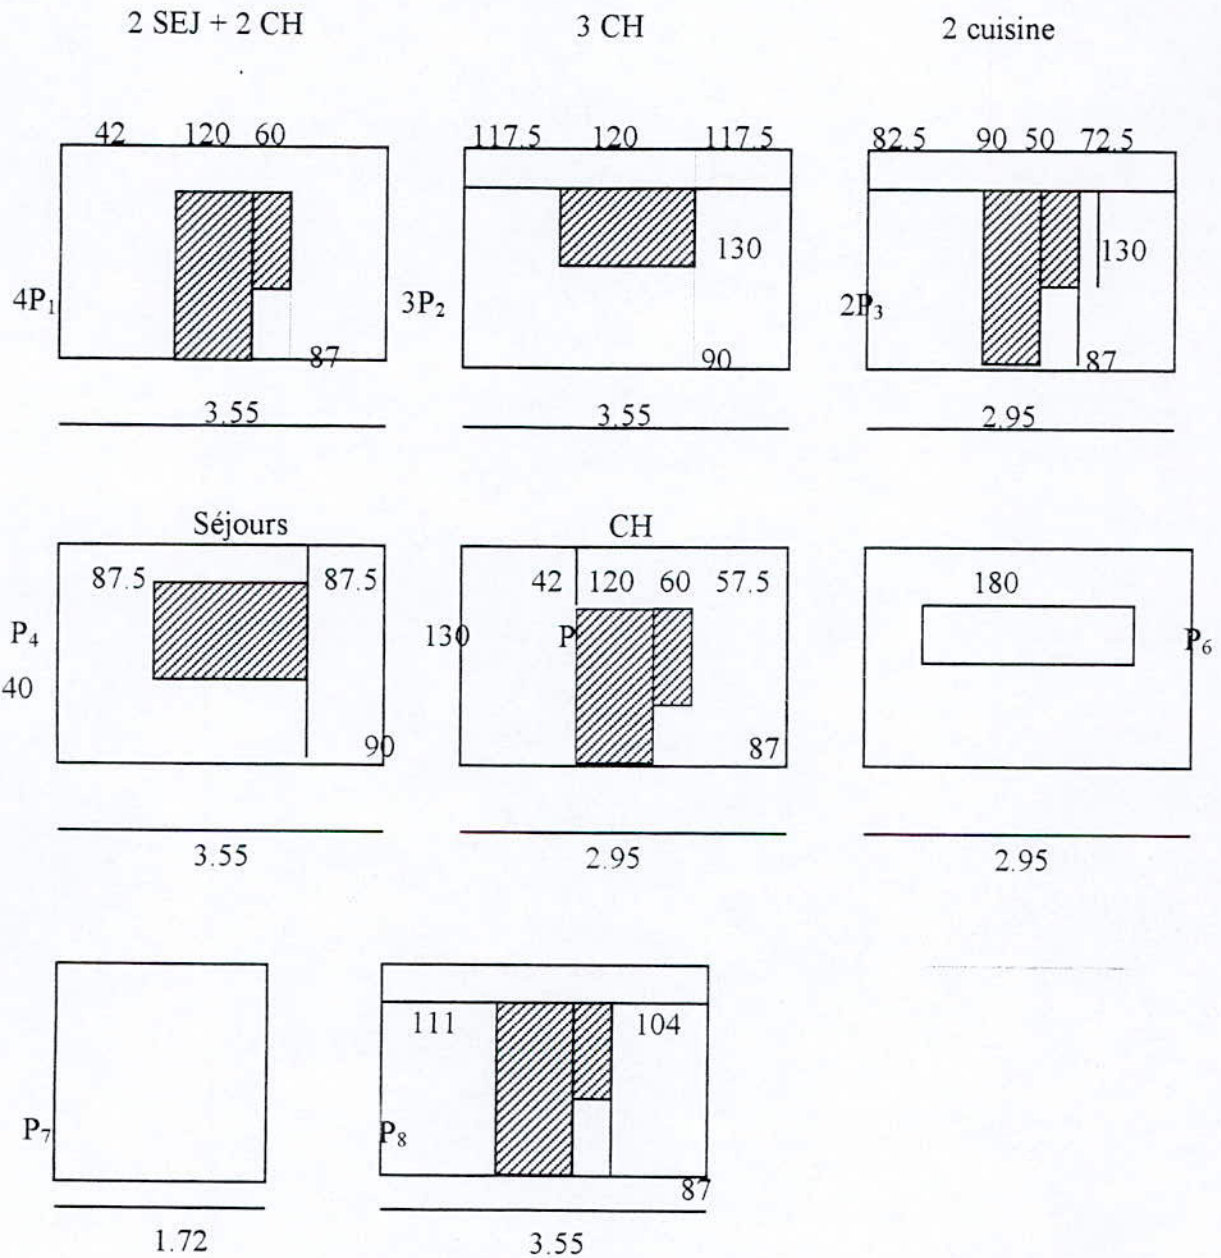 2 SEJ + 2 CH 3 CH 2 cuisine
42 120 60 117.5 120 117.5 82.5 90 50 72.5
130 130
4P₁ 3P₂ 2P₃
87 90 87
3.55 3.55 2.95
Séjours CH
87.5 87.5 42 120 60 57.5 180
P₄ 130 P P₆
40
90 87
3.55 2.95 2.95
111 104
P₇ P₈
87
1.72 3.55